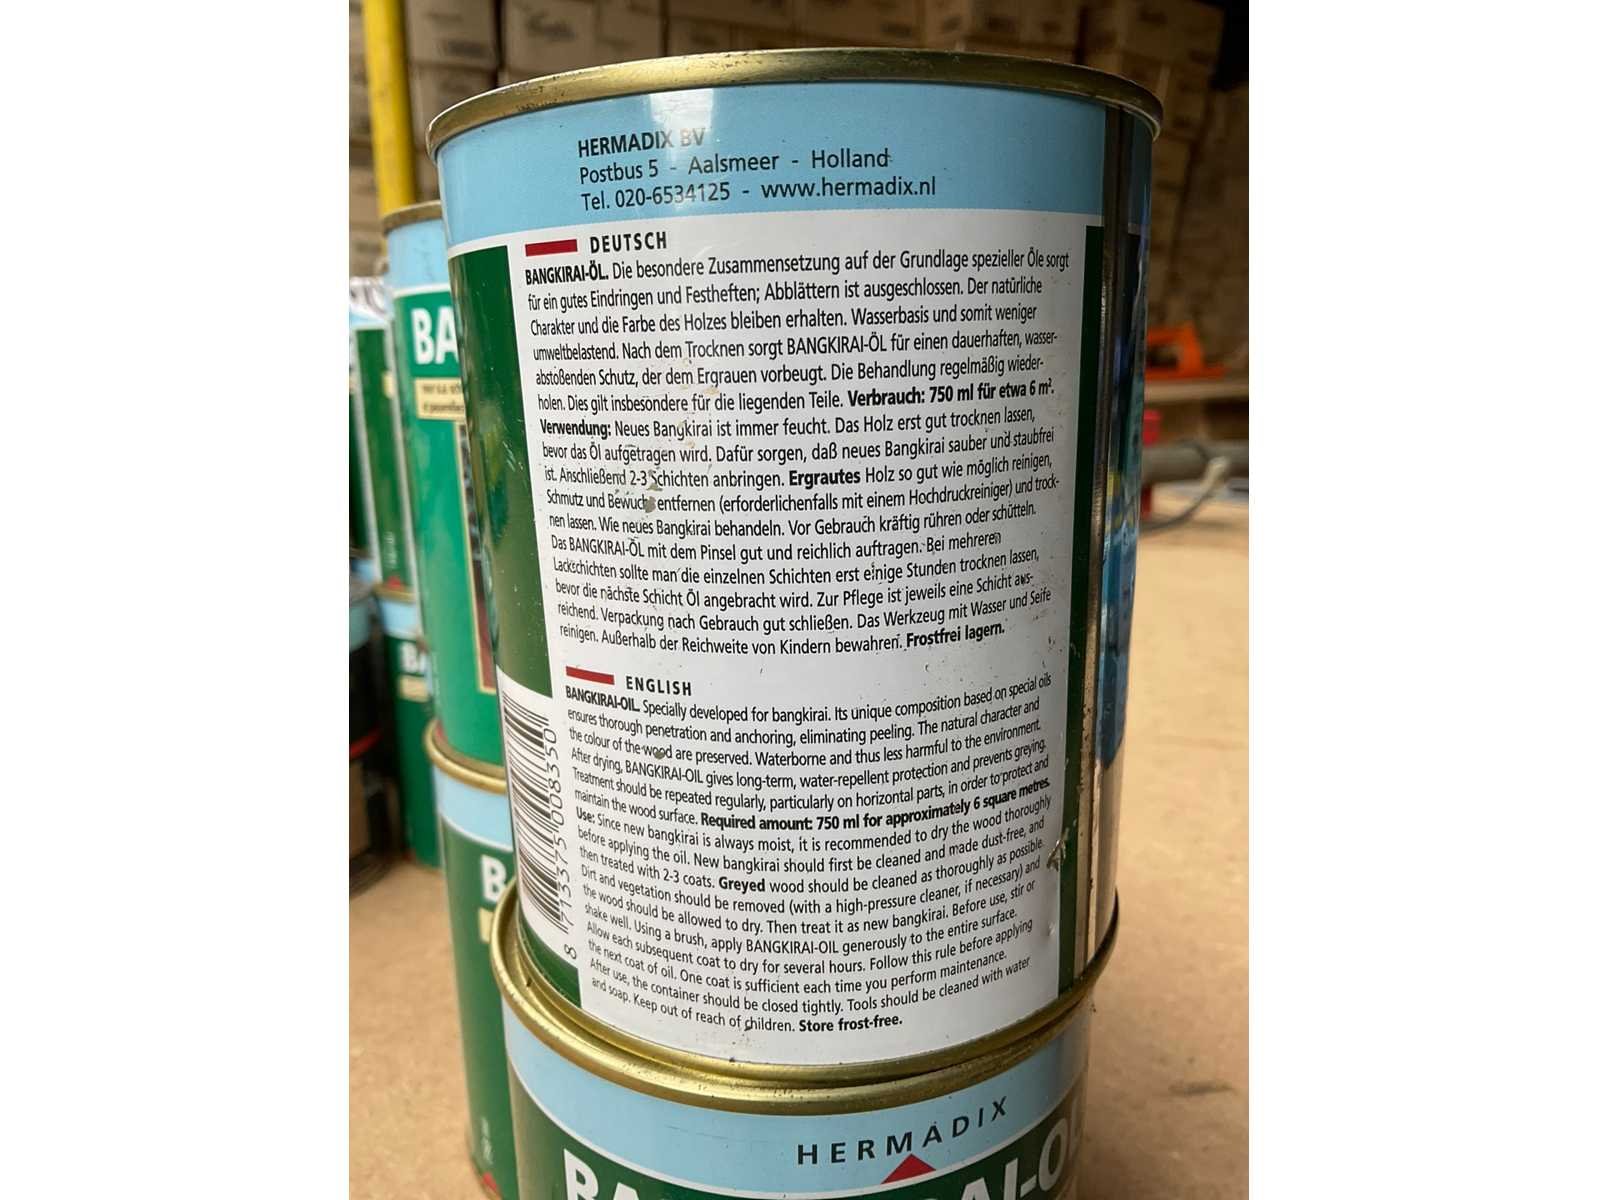 HERMADIX BV
Postbus 5 - Aalsmeer - Holland
Tel. 020-6534125 - www.hermadix.nl
DEUTSCH
BANGKIRAI-ÖL. Die besondere Zusammensetzung auf der Grundlage spezieller Öle sorgt
für ein gutes Eindringen und Festheften; Abblättern ist ausgeschlossen. Der natürliche
Charakter und die Farbe des Holzes bleiben erhalten. Wasserbasis und somit weniger
umweltbelastend. Nach dem Trocknen sorgt BANGKIRAI-ÖL für einen dauerhaften, wasser-
abstoßenden Schutz, der dem Ergrauen vorbeugt. Die Behandlung regelmäßig wieder-
holen. Dies gilt insbesondere für die liegenden Teile. Verbrauch: 750 ml für etwa 6 m².
Verwendung: Neues Bangkirai ist immer feucht. Das Holz erst gut trocknen lassen,
bevor das Öl aufgetragen wird. Dafür sorgen, daß neues Bangkirai sauber und staubfrei
ist. Anschließend 2-3 Schichten anbringen. Ergrautes Holz so gut wie möglich reinigen,
Schmutz und Bewuchs entfernen (erforderlichenfalls mit einem Hochdruckreiniger) und trock-
nen lassen. Wie neues Bangkirai behandeln. Vor Gebrauch kräftig rühren oder schütteln.
Das BANGKIRAI-ÖL mit dem Pinsel gut und reichlich auftragen. Bei mehreren
Lackschichten sollte man die einzelnen Schichten erst einige Stunden trocknen lassen,
bevor die nächste Schicht Öl angebracht wird. Zur Pflege ist jeweils eine Schicht aus-
reichend. Verpackung nach Gebrauch gut schließen. Das Werkzeug mit Wasser und Seife
reinigen. Außerhalb der Reichweite von Kindern bewahren. Frostfrei lagern.
ENGLISH
BANGKIRAI-OIL. Specially developed for bangkirai. Its unique composition based on special oils
ensures thorough penetration and anchoring, eliminating peeling. The natural character and
the colour of the wood are preserved. Waterborne and thus less harmful to the environment.
After drying, BANGKIRAI-OIL gives long-term, water-repellent protection and prevents greying.
Treatment should be repeated regularly, particularly on horizontal parts, in order to protect and
maintain the wood surface. Required amount: 750 ml for approximately 6 square metres.
Use: Since new bangkirai is always moist, it is recommended to dry the wood thoroughly
before applying the oil. New bangkirai should first be cleaned and made dust-free, and
then treated with 2-3 coats. Greyed wood should be cleaned as thoroughly as possible.
Dirt and vegetation should be removed (with a high-pressure cleaner, if necessary) and
the wood should be allowed to dry. Then treat it as new bangkirai. Before use, stir or
shake well. Using a brush, apply BANGKIRAI-OIL generously to the entire surface.
Allow each subsequent coat to dry for several hours. Follow this rule before applying
the next coat of oil. One coat is sufficient each time you perform maintenance.
After use, the container should be closed tightly. Tools should be cleaned with water
and soap. Keep out of reach of children. Store frost-free.
8 713375 008350
BA
BA
BA
HERMADIX